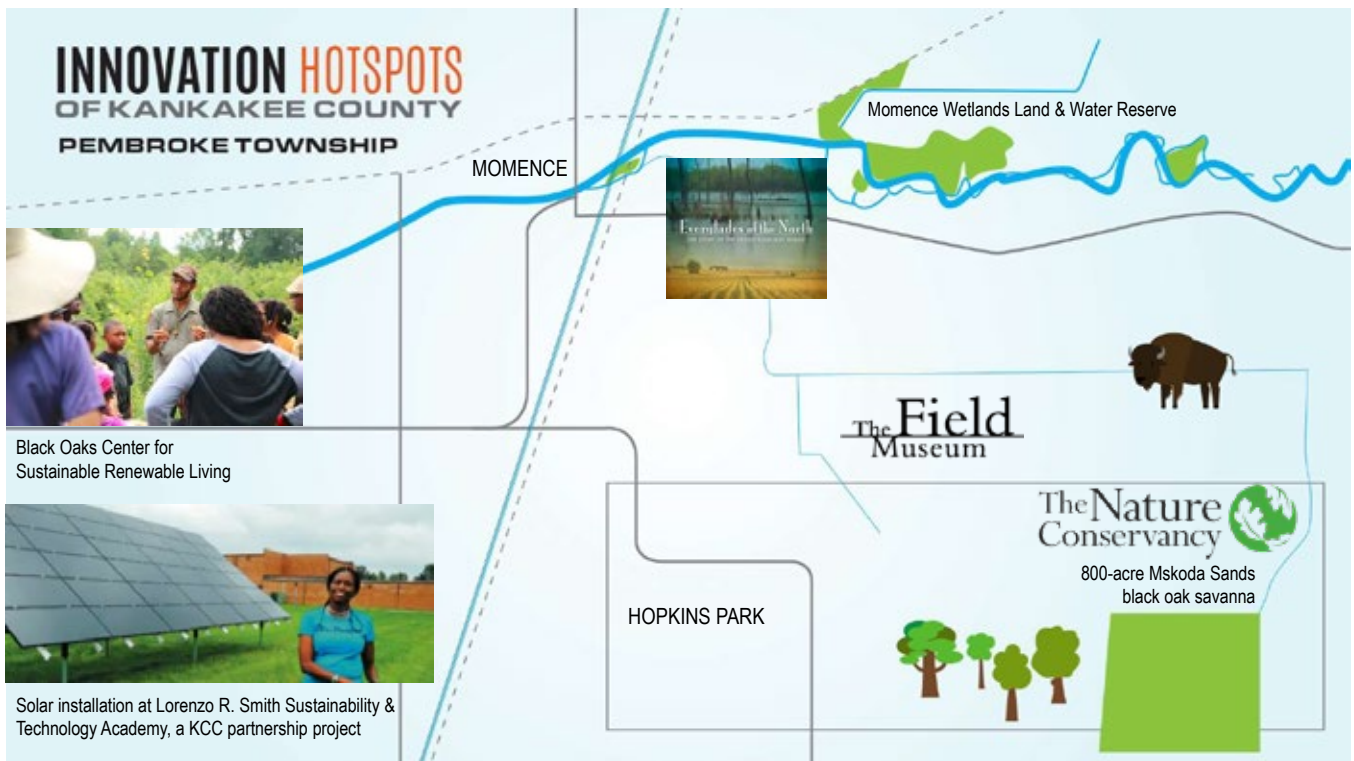 INNOVATION HOTSPOTS
OF KANKAKEE COUNTY
PEMBROKE TOWNSHIP
Momence Wetlands Land & Water Reserve
MOMENCE
Everglades of the North
Black Oaks Center for
Sustainable Renewable Living
The Field
Museum
The Nature
Conservancy
800-acre Mskoda Sands
black oak savanna
HOPKINS PARK
Solar installation at Lorenzo R. Smith Sustainability &
Technology Academy, a KCC partnership project